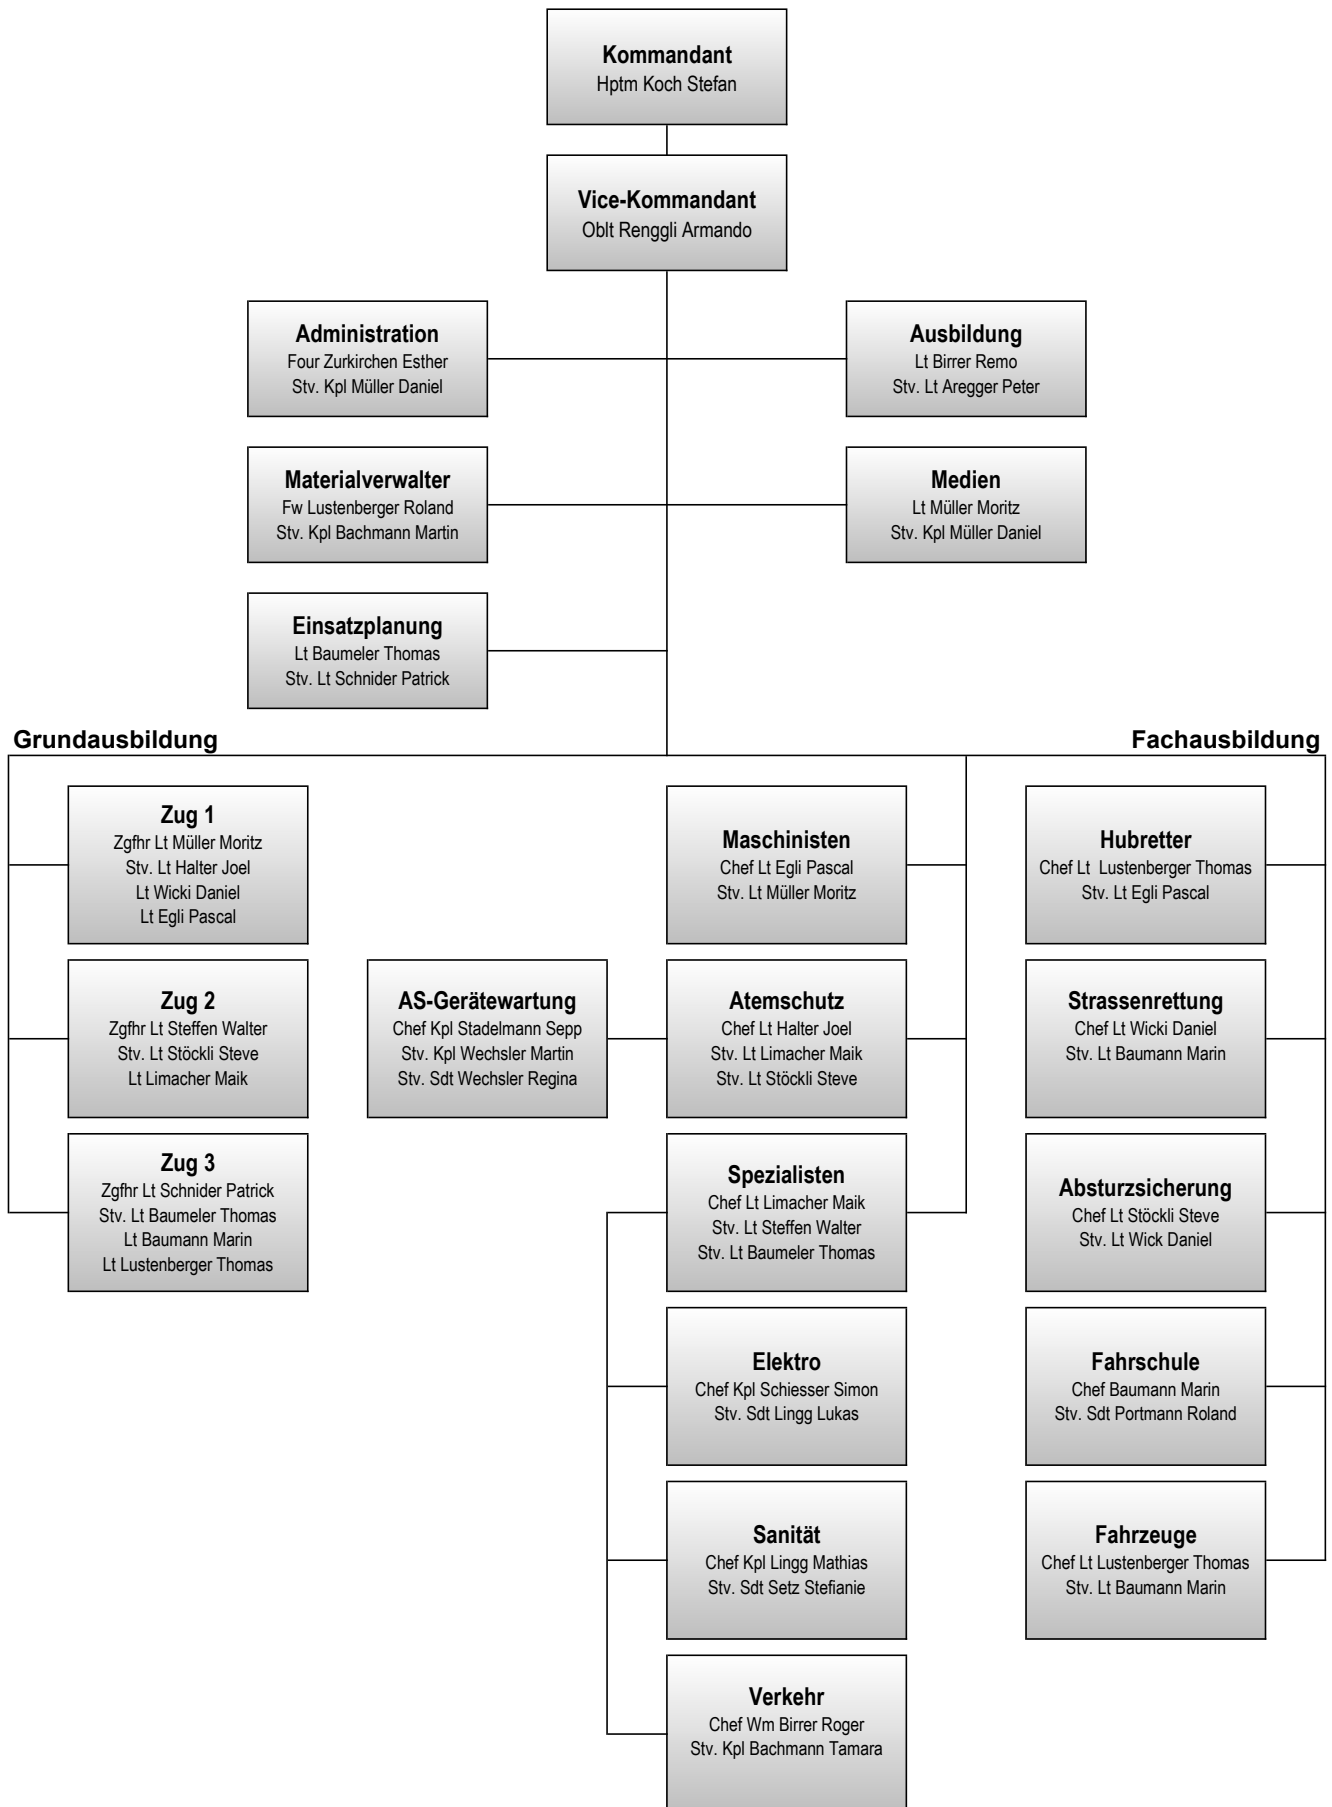 Kommandant
Hptm Koch Stefan
Vice-Kommandant
Oblt Renggli Armando
Administration
Four Zurkirchen Esther
Stv. Kpl Müller Daniel
Ausbildung
Lt Birrer Remo
Stv. Lt Aregger Peter
Materialverwalter
Fw Lustenberger Roland
Stv. Kpl Bachmann Martin
Medien
Lt Müller Moritz
Stv. Kpl Müller Daniel
Einsatzplanung
Lt Baumeler Thomas
Stv. Lt Schnider Patrick
Grundausbildung
Fachausbildung
Zug 1
Zgfhr Lt Müller Moritz
Stv. Lt Halter Joel
Lt Wicki Daniel
Lt Egli Pascal
Maschinisten
Chef Lt Egli Pascal
Stv. Lt Müller Moritz
Hubretter
Chef Lt  Lustenberger Thomas
Stv. Lt Egli Pascal
Zug 2
Zgfhr Lt Steffen Walter
Stv. Lt Stöckli Steve
Lt Limacher Maik
AS-Gerätewartung
Chef Kpl Stadelmann Sepp
Stv. Kpl Wechsler Martin
Stv. Sdt Wechsler Regina
Atemschutz
Chef Lt Halter Joel
Stv. Lt Limacher Maik
Stv. Lt Stöckli Steve
Strassenrettung
Chef Lt Wicki Daniel
Stv. Lt Baumann Marin
Zug 3
Zgfhr Lt Schnider Patrick
Stv. Lt Baumeler Thomas
Lt Baumann Marin
Lt Lustenberger Thomas
Spezialisten
Chef Lt Limacher Maik
Stv. Lt Steffen Walter
Stv. Lt Baumeler Thomas
Absturzsicherung
Chef Lt Stöckli Steve
Stv. Lt Wick Daniel
Elektro
Chef Kpl Schiesser Simon
Stv. Sdt Lingg Lukas
Fahrschule
Chef Baumann Marin
Stv. Sdt Portmann Roland
Sanität
Chef Kpl Lingg Mathias
Stv. Sdt Setz Stefianie
Fahrzeuge
Chef Lt Lustenberger Thomas
Stv. Lt Baumann Marin
Verkehr
Chef Wm Birrer Roger
Stv. Kpl Bachmann Tamara